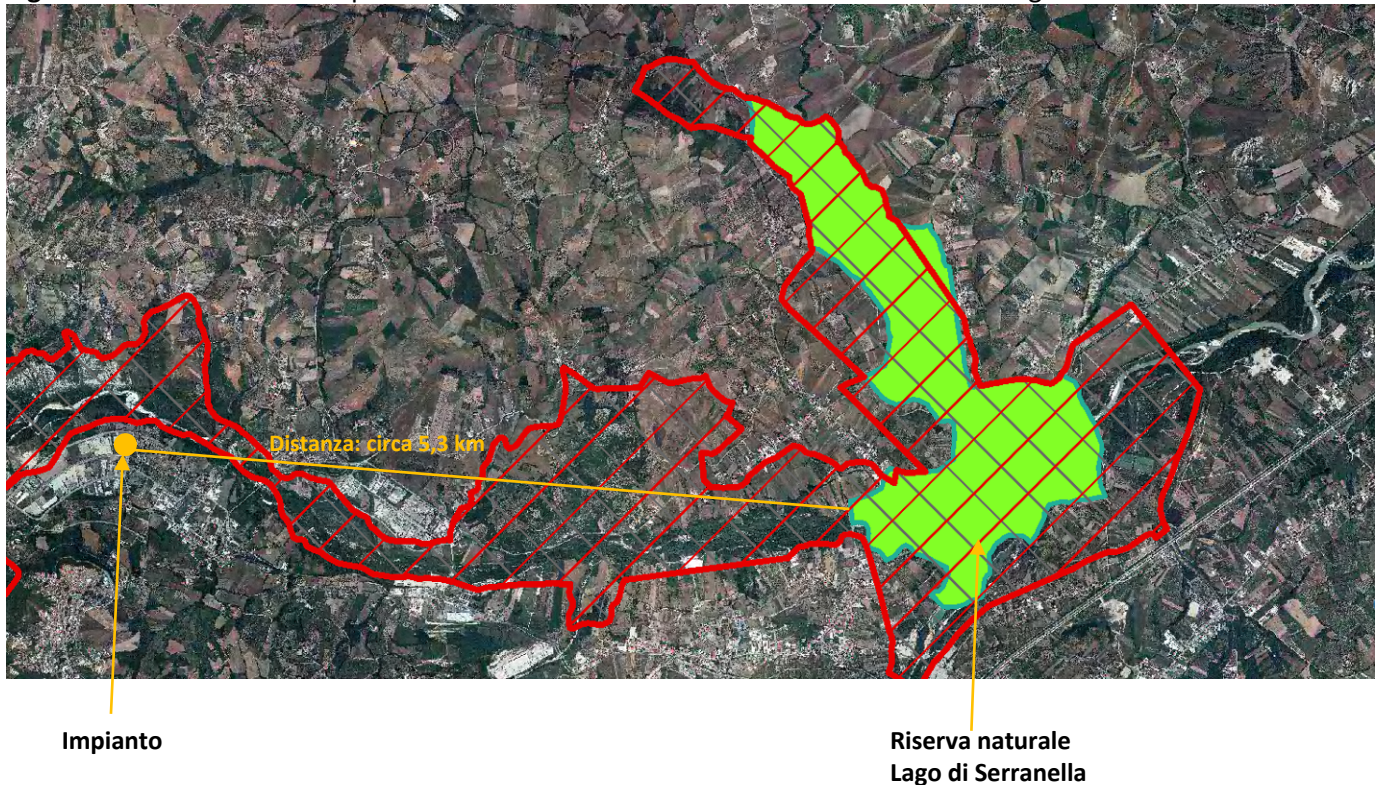 Distanza: circa 5,3 km
Impianto
Riserva naturale
Lago di Serranella